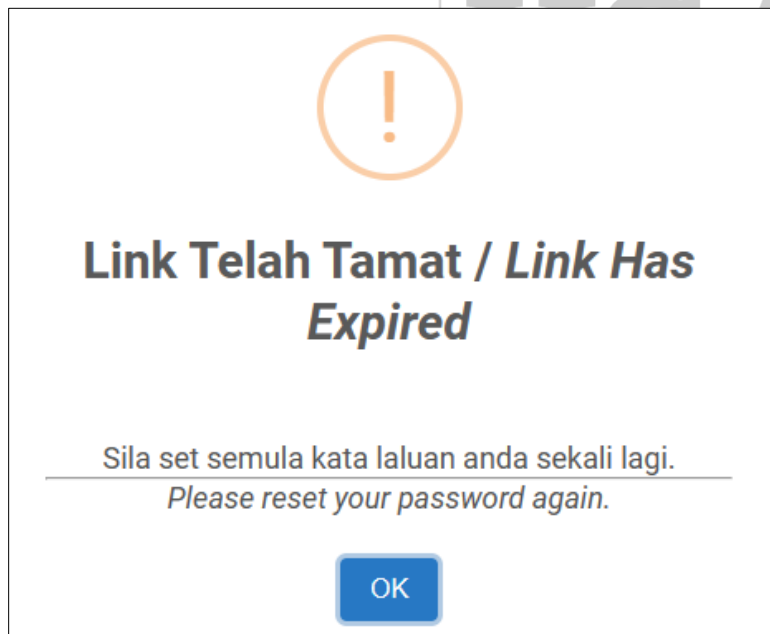 Link Telah Tamat / Link Has
Expired
Sila set semula kata laluan anda sekali lagi.
Please reset your password again.
OK